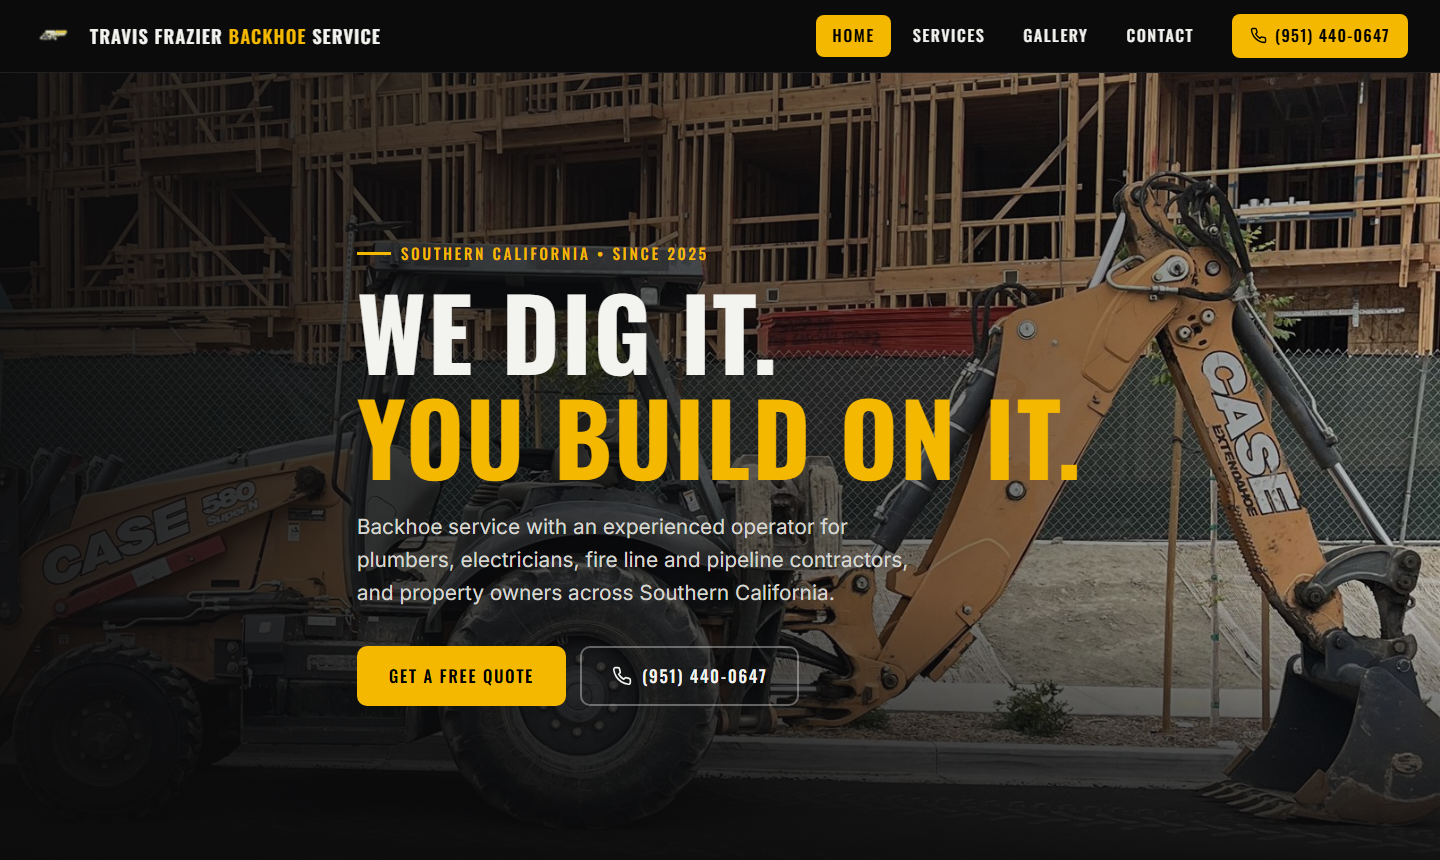 TRAVIS FRAZIER BACKHOE SERVICE
HOME
SERVICES
GALLERY
CONTACT
(951) 440-0647
SOUTHERN CALIFORNIA • SINCE 2025
WE DIG IT.
YOU BUILD ON IT.
Backhoe service with an experienced operator for
plumbers, electricians, fire line and pipeline contractors,
and property owners across Southern California.
GET A FREE QUOTE
(951) 440-0647
CASE
580
Super N
CASE
EXTENDAHOE